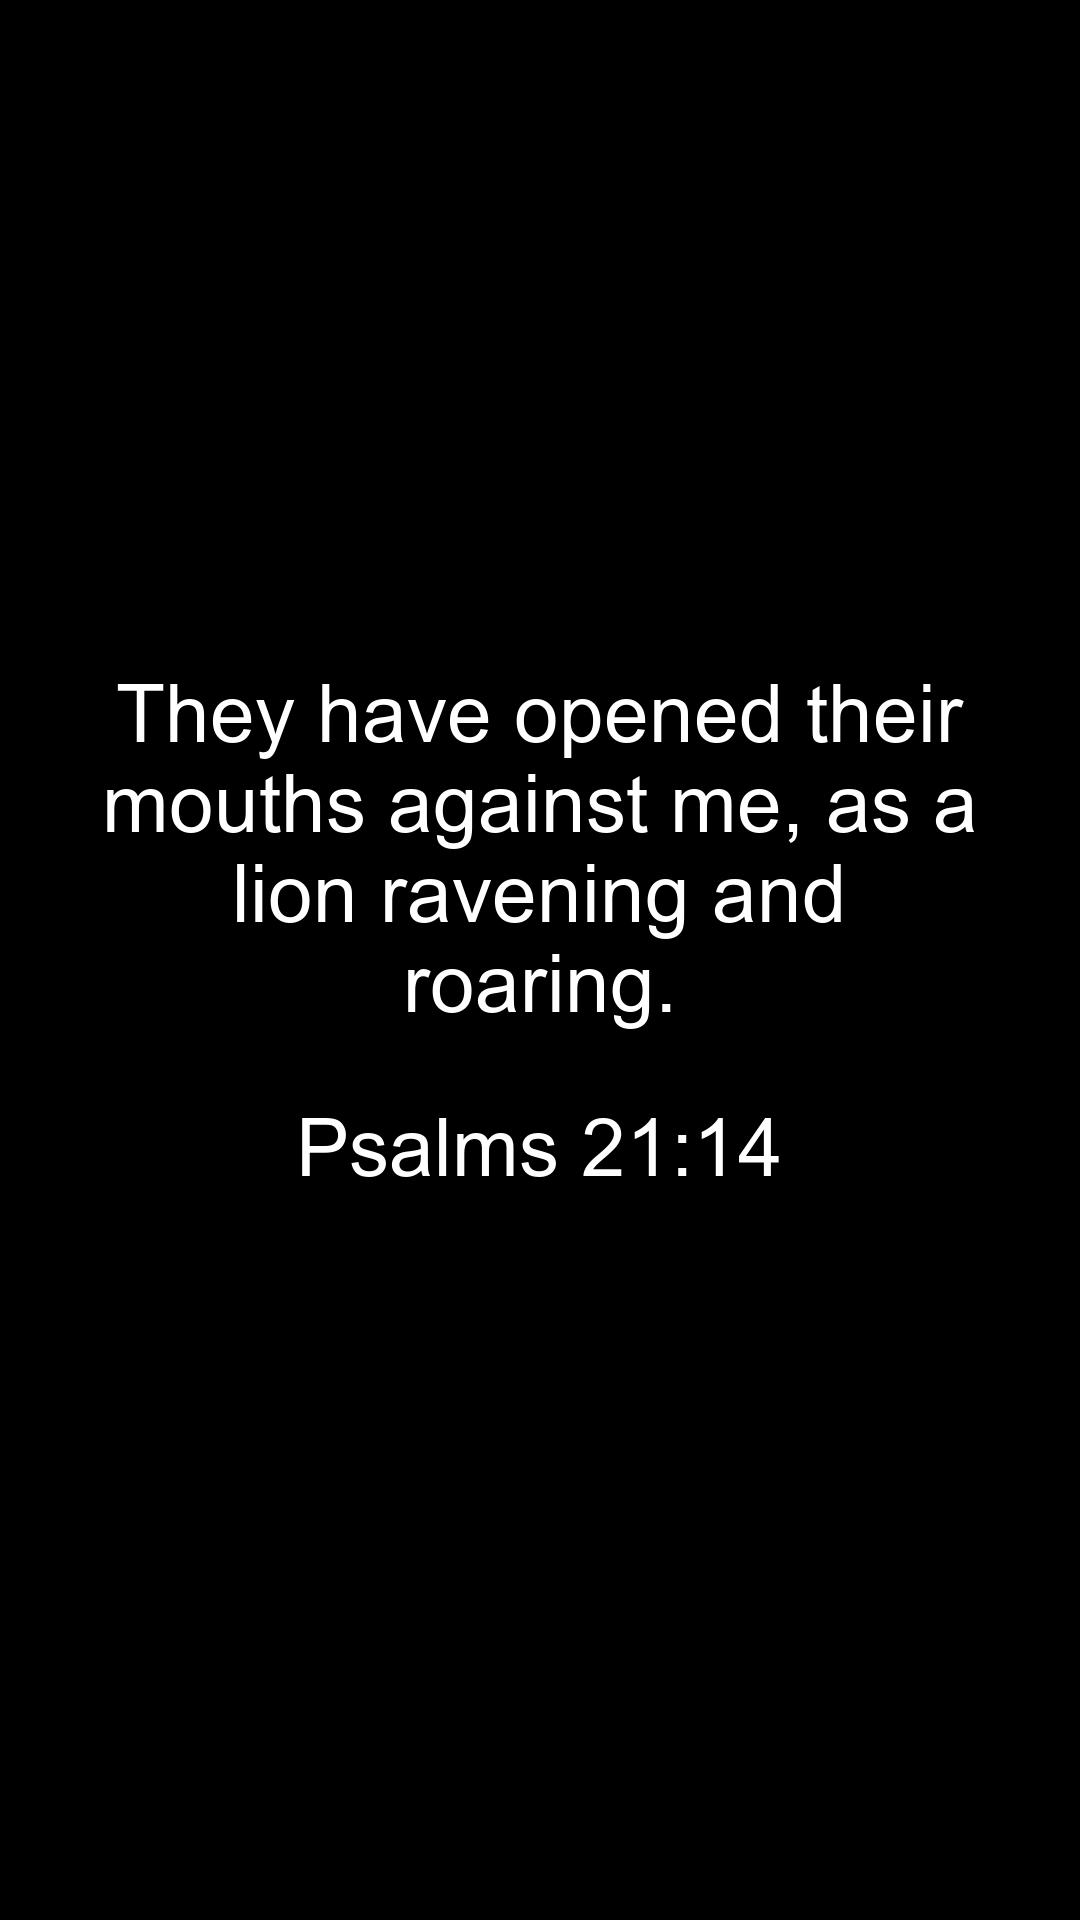 They have opened their
mouths against me, as a
lion ravening and
roaring.
Psalms 21:14